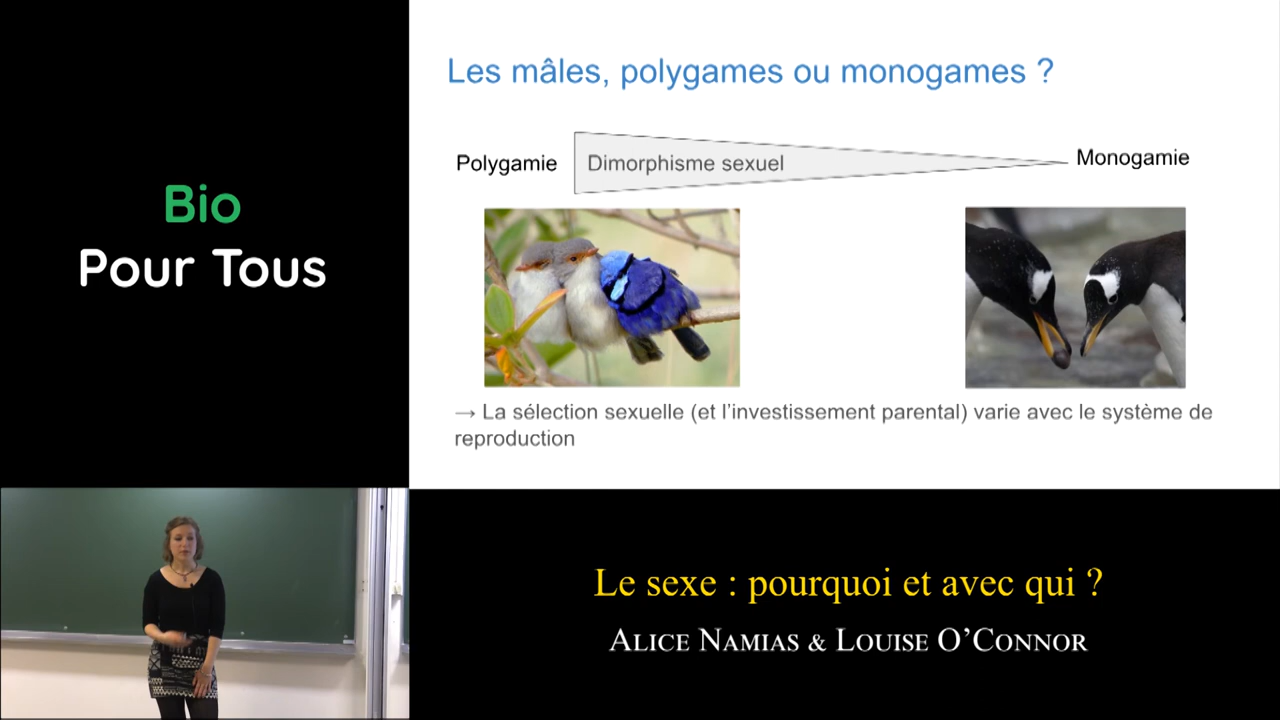 Bio
Pour Tous
Les mâles, polygames ou monogames ?
Polygamie
Dimorphisme sexuel
Monogamie
→ La sélection sexuelle (et l’investissement parental) varie avec le système de
reproduction
Le sexe : pourquoi et avec qui ?
ALICE NAMIAS & LOUISE O’CONNOR